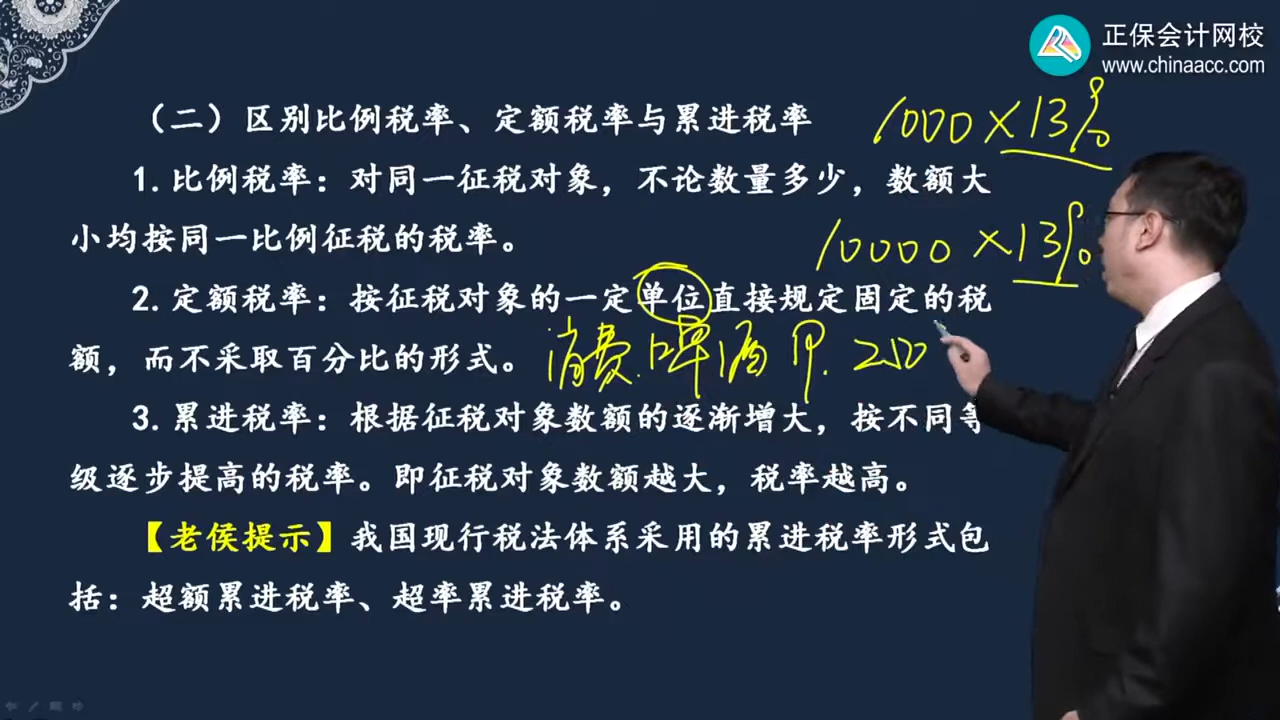 正保会计网校
www.chinaacc.com
（二）区别比例税率、定额税率与累进税率
1000×13%
1.比例税率：对同一征税对象，不论数量多少，数额大
小均按同一比例征税的税率。
10000×13%
2.定额税率：按征税对象的一定单位直接规定固定的税
额，而不采取百分比的形式。
消费.啤酒 甲.250
3.累进税率：根据征税对象数额的逐渐增大，按不同等
级逐步提高的税率。即征税对象数额越大，税率越高。
【老侯提示】我国现行税法体系采用的累进税率形式包
括：超额累进税率、超率累进税率。